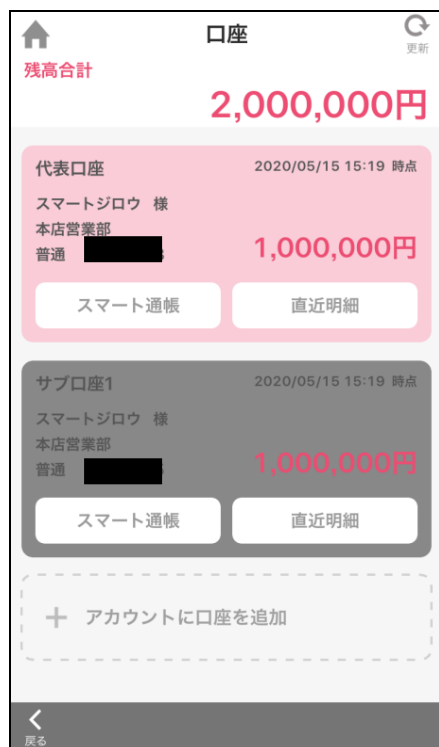 口座
更新
残高合計
2,000,000円
代表口座 2020/05/15 15:19 時点
スマートジロウ 様
本店営業部
普通
1,000,000円
スマート通帳 直近明細
サブ口座1 2020/05/15 15:19 時点
スマートジロウ 様
本店営業部
普通
1,000,000円
スマート通帳 直近明細
+ アカウントに口座を追加
戻る